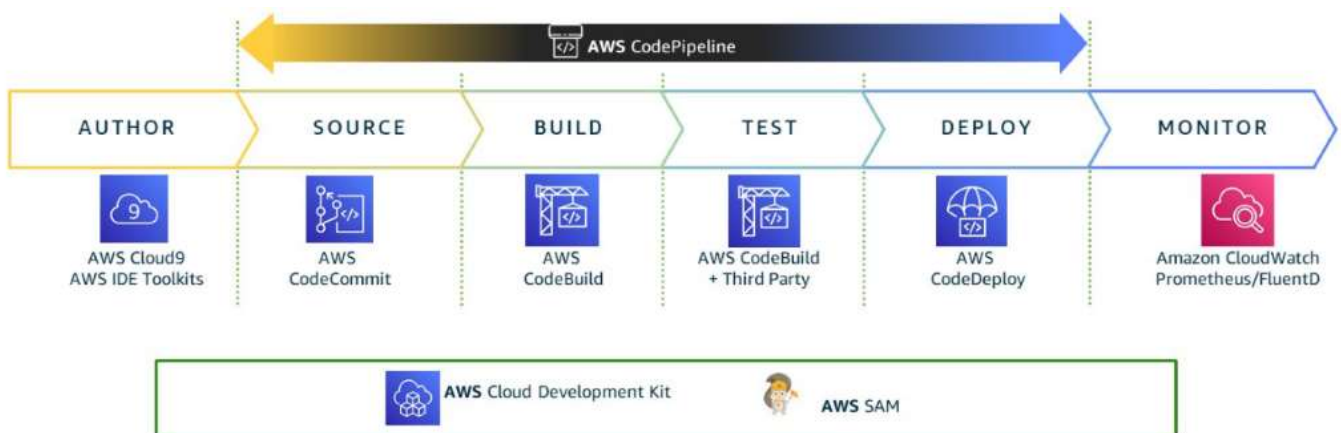 AWS CodePipeline
AUTHOR
SOURCE
BUILD
TEST
DEPLOY
MONITOR
9
AWS Cloud9
AWS IDE Toolkits
AWS
CodeCommit
AWS
CodeBuild
AWS CodeBuild
+ Third Party
AWS
CodeDeploy
Amazon CloudWatch
Prometheus/FluentD
AWS Cloud Development Kit
AWS SAM